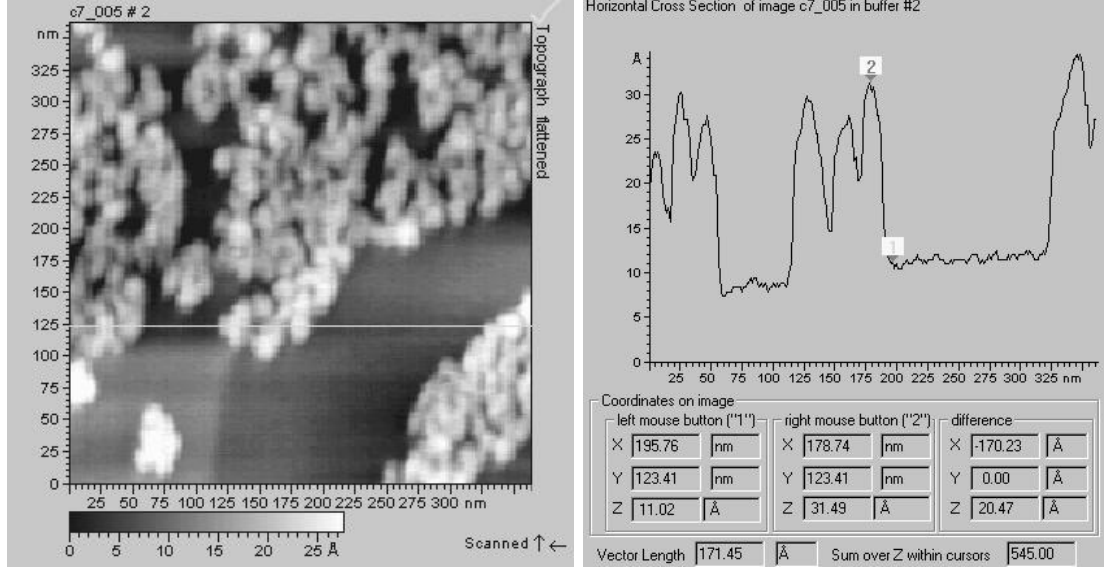 c7_005 # 2
nm
325
300
275
250
225
200
175
150
125
100
75
50
25
0
0 25 50 75 100 125 150 175 200 225 250 275 300 nm
Topograph flattened
0 5 10 15 20 25 Å
Scanned ↑←
Horizontal Cross Section of image c7_005 in buffer #2
Å
30
25
20
15
10
5
0
2
1
25 50 75 100 125 150 175 200 225 250 275 300 325 nm
Coordinates on image
left mouse button ("1") right mouse button ("2") difference
X 195.76 nm X 178.74 nm X -170.23 Å
Y 123.41 nm Y 123.41 nm Y 0.00 Å
Z 11.02 Å Z 31.49 Å Z 20.47 Å
Vector Length 171.45 Å Sum over Z within cursors 545.00